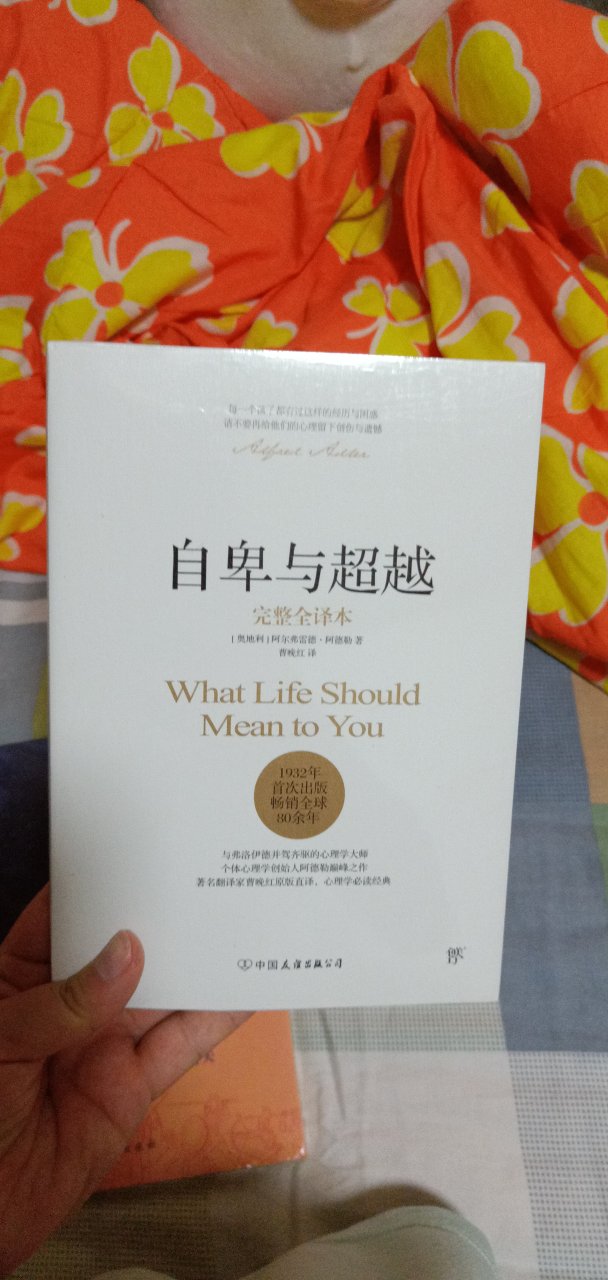 每一个孩子都有过这样的经历与困惑
请不要再给他们的心理留下创伤与遗憾
Alfred Adler
自卑与超越
完整全译本
[奥地利]阿尔弗雷德·阿德勒 著
曹晚红 译
What Life Should
Mean to You
1932年
首次出版
畅销全球
80余年
与弗洛伊德并驾齐驱的心理学大师
个体心理学创始人阿德勒巅峰之作
著名翻译家曹晚红原版直译，心理学必读经典
中国友谊出版公司